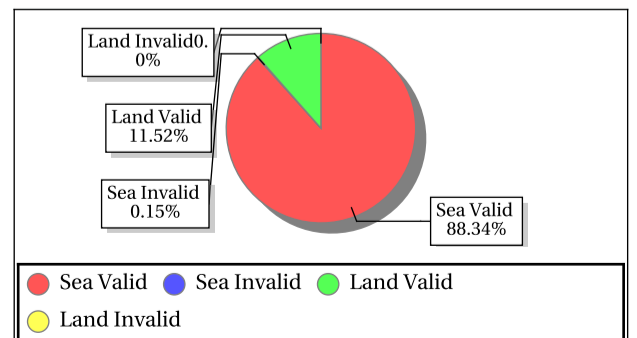 Land Invalid0.
0%
Land Valid
11.52%
Sea Invalid
0.15%
Sea Valid
88.34%
Sea Valid
Sea Invalid
Land Valid
Land Invalid